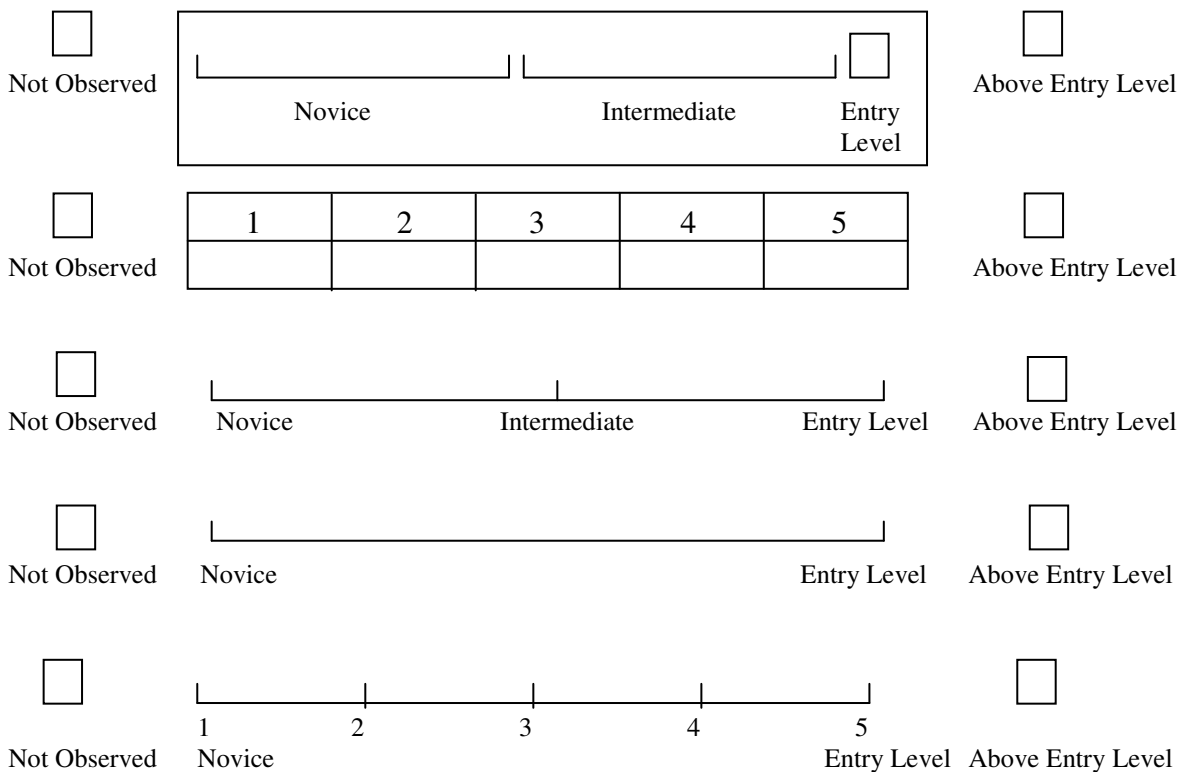 Not Observed Novice Intermediate Entry Level Above Entry Level
1 2 3 4 5
Not Observed Above Entry Level
Not Observed Novice Intermediate Entry Level Above Entry Level
Not Observed Novice Entry Level Above Entry Level
1 2 3 4 5
Not Observed Novice Entry Level Above Entry Level